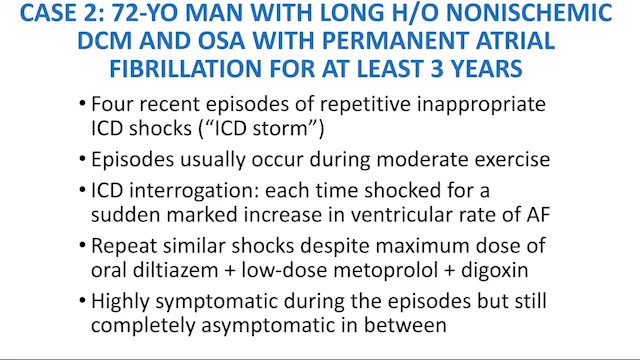 CASE 2: 72-YO MAN WITH LONG H/O NONISCHEMIC
DCM AND OSA WITH PERMANENT ATRIAL
FIBRILLATION FOR AT LEAST 3 YEARS
• Four recent episodes of repetitive inappropriate
ICD shocks (“ICD storm”)
• Episodes usually occur during moderate exercise
• ICD interrogation: each time shocked for a
sudden marked increase in ventricular rate of AF
• Repeat similar shocks despite maximum dose of
oral diltiazem + low-dose metoprolol + digoxin
• Highly symptomatic during the episodes but still
completely asymptomatic in between